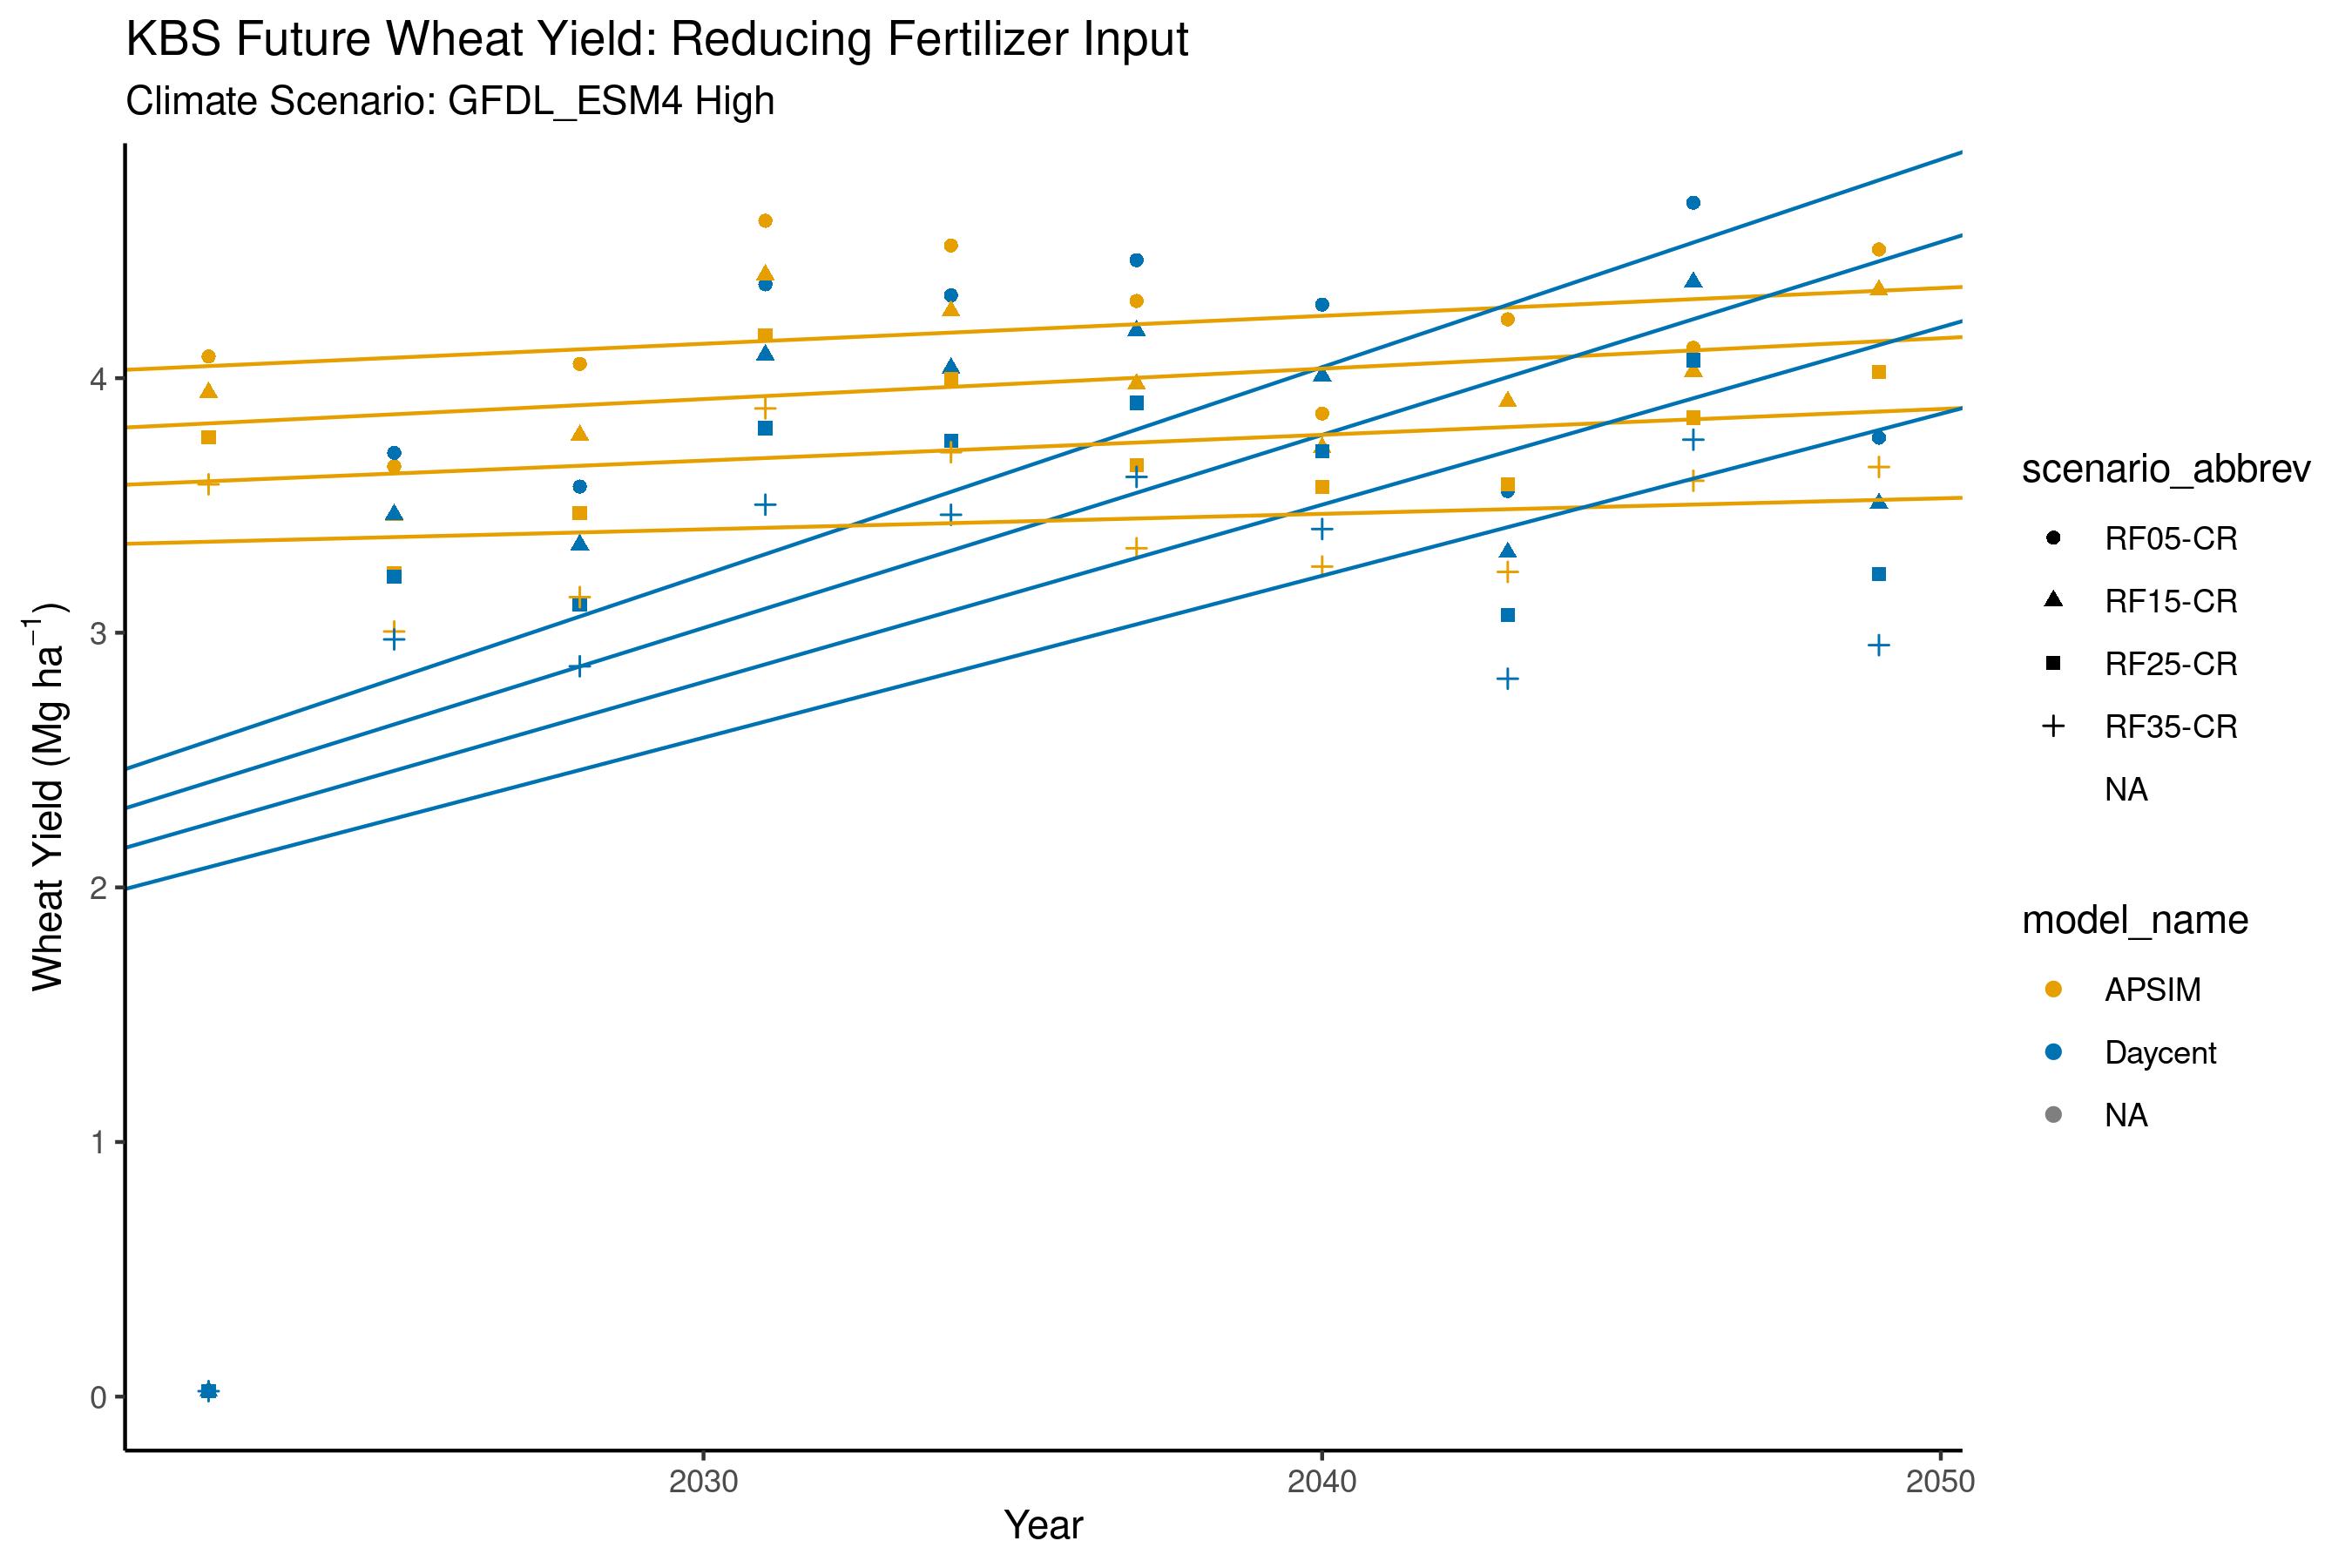 KBS Future Wheat Yield: Reducing Fertilizer Input
Climate Scenario: GFDL_ESM4 High
Wheat Yield (Mg ha⁻¹)
4
3
2
1
0
2030
2040
2050
Year
scenario_abbrev
RF05-CR
RF15-CR
RF25-CR
RF35-CR
NA
model_name
APSIM
Daycent
NA